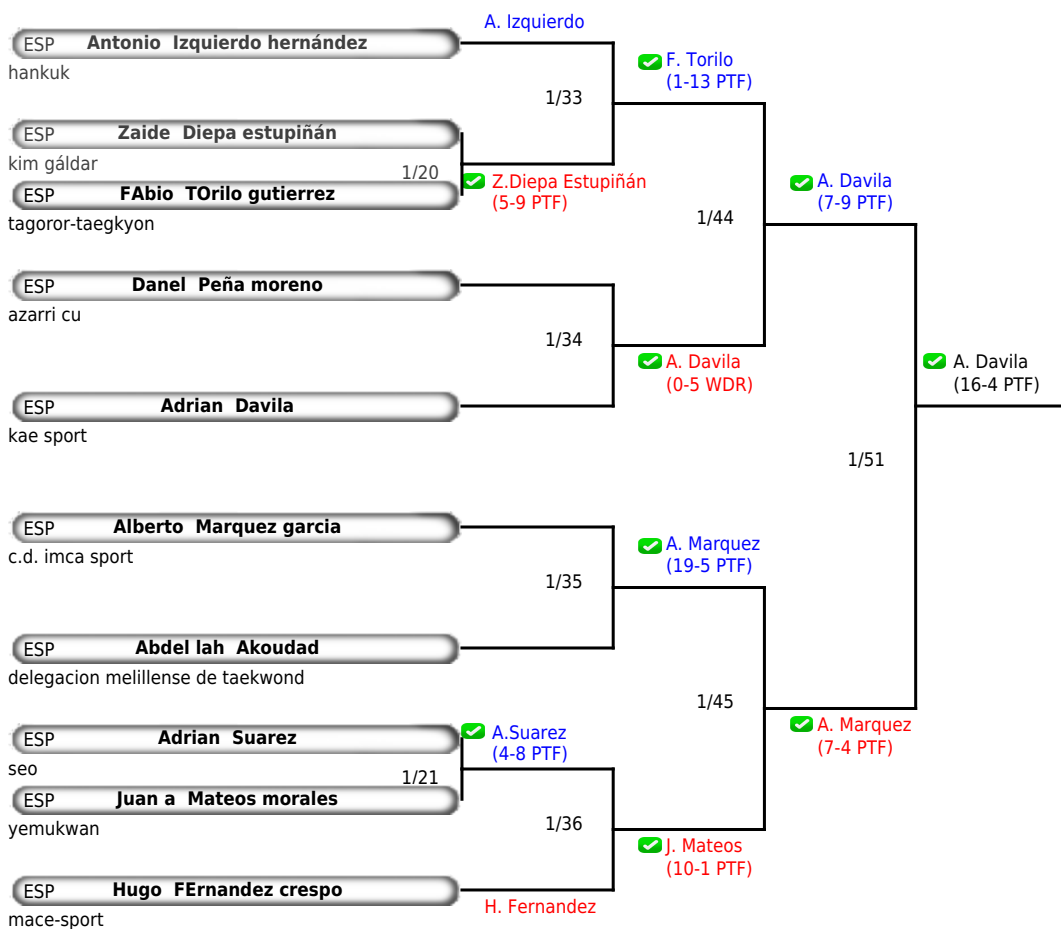 A. Izquierdo
ESP Antonio Izquierdo hernández
hankuk
F. Torilo
(1-13 PTF)
1/33
ESP Zaide Diepa estupiñán
kim gáldar
1/20
Z.Diepa Estupiñán
(5-9 PTF)
ESP FAbio TOrilo gutierrez
tagoror-taegkyon
A. Davila
(7-9 PTF)
1/44
ESP Danel Peña moreno
azarri cu
1/34
A. Davila
(0-5 WDR)
A. Davila
(16-4 PTF)
ESP Adrian Davila
kae sport
1/51
ESP Alberto Marquez garcia
c.d. imca sport
A. Marquez
(19-5 PTF)
1/35
ESP Abdel lah Akoudad
delegacion melillense de taekwond
1/45
ESP Adrian Suarez
seo
A.Suarez
(4-8 PTF)
A. Marquez
(7-4 PTF)
1/21
ESP Juan a Mateos morales
yemukwan
1/36
J. Mateos
(10-1 PTF)
ESP Hugo FErnandez crespo
mace-sport
H. Fernandez